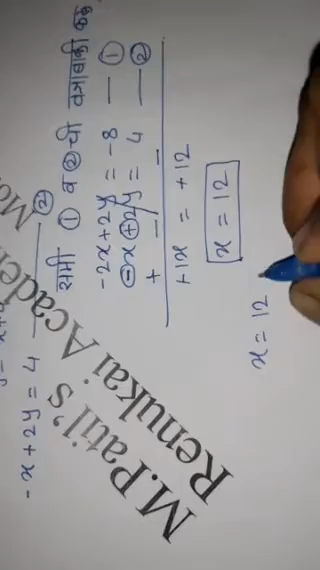 -x + 2y = 4 — ②
समी ① व ② ची वजाबाकी
-2x + 2y = -8 — ①
-x + 2y = 4 — ②
+ - -
+1x = +12
x = 12
x = 12
M.Patil's
Renukai